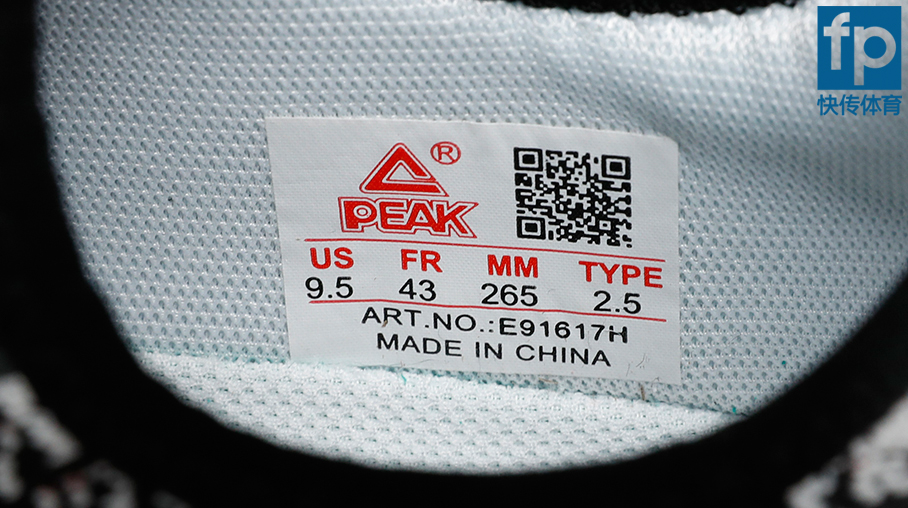 fp
快传体育
®
PEAK
US FR MM TYPE
9.5 43 265 2.5
ART.NO.:E91617H
MADE IN CHINA